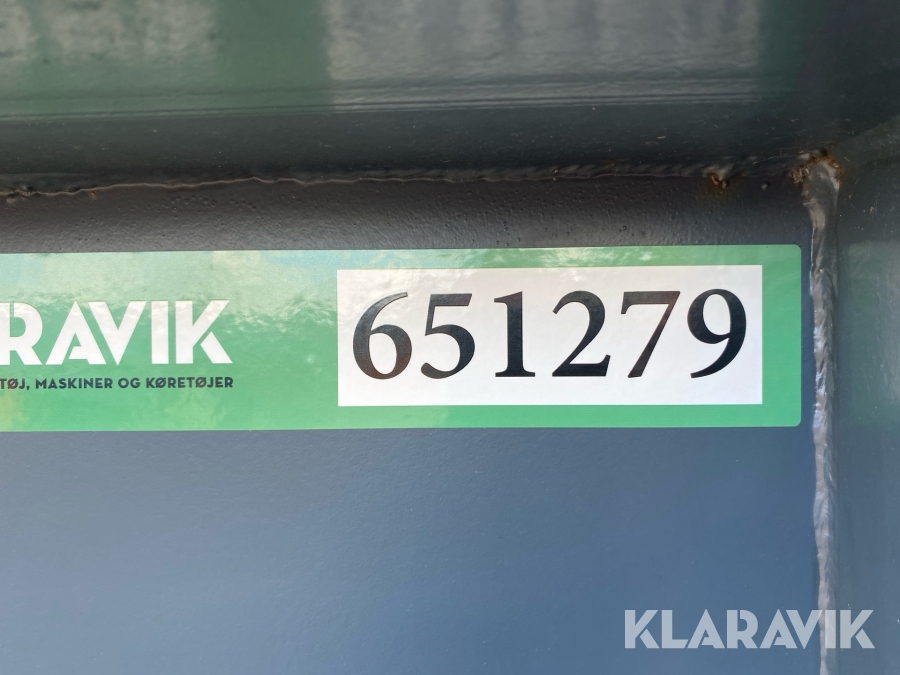 RAVIK
TØJ, MASKINER OG KØRETØJER
651279
KLARAVIK